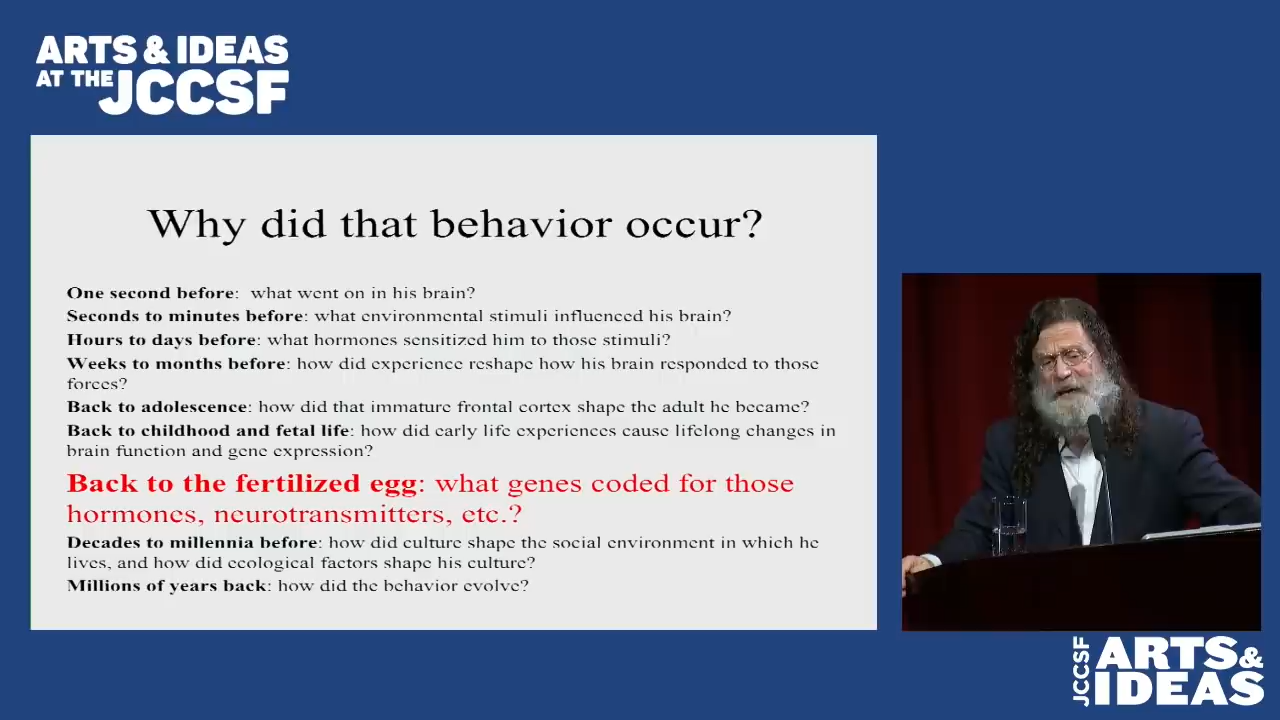 ARTS & IDEAS
AT THE JCCSF
Why did that behavior occur?
One second before: what went on in his brain?
Seconds to minutes before: what environmental stimuli influenced his brain?
Hours to days before: what hormones sensitized him to those stimuli?
Weeks to months before: how did experience reshape how his brain responded to those
forces?
Back to adolescence: how did that immature frontal cortex shape the adult he became?
Back to childhood and fetal life: how did early life experiences cause lifelong changes in
brain function and gene expression?
Back to the fertilized egg: what genes coded for those
hormones, neurotransmitters, etc.?
Decades to millennia before: how did culture shape the social environment in which he
lives, and how did ecological factors shape his culture?
Millions of years back: how did the behavior evolve?
JCCSF
ARTS &
IDEAS